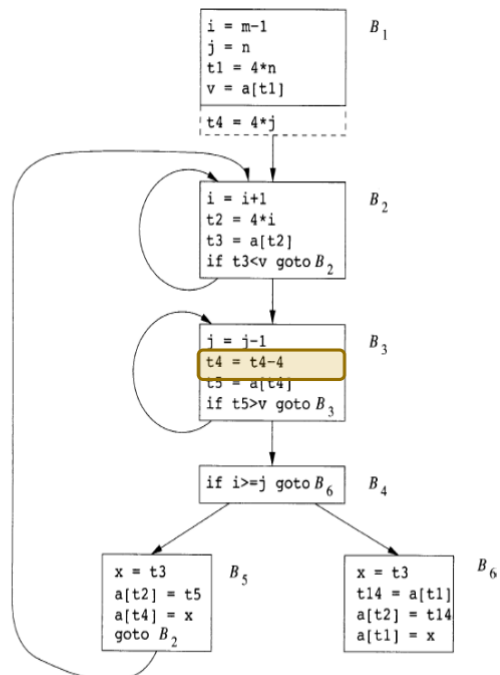 i = m-1
j = n
t1 = 4*n
v = a[t1]
t4 = 4*j
B1
i = i+1
t2 = 4*i
t3 = a[t2]
if t3<v goto B2
B2
j = j-1
t4 = t4-4
t5 = a[t4]
if t5>v goto B3
B3
if i>=j goto B6
B4
x = t3
a[t2] = t5
a[t4] = x
goto B2
B5
x = t3
t14 = a[t1]
a[t2] = t14
a[t1] = x
B6